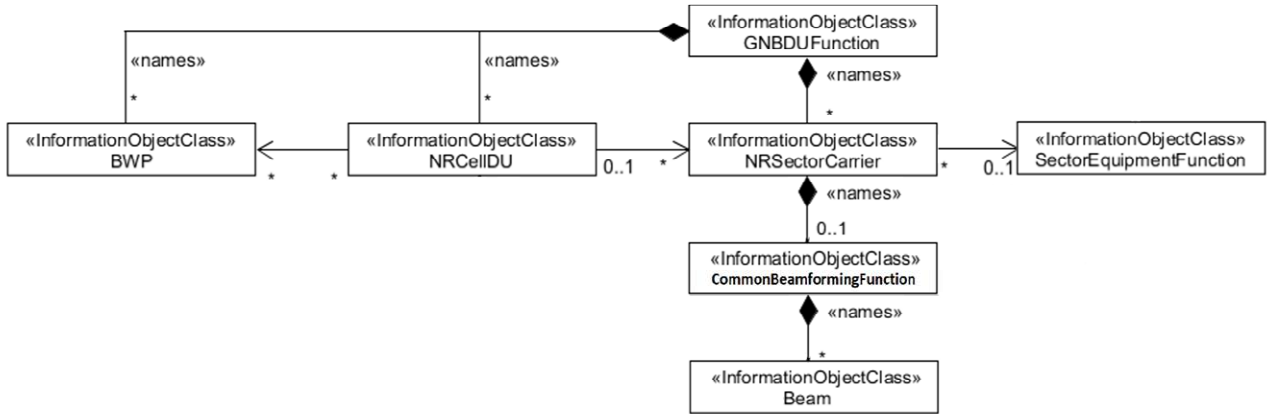 «InformationObjectClass»
GNBDUFunction
«names»
«names»
«names»
*
*
*
«InformationObjectClass»
BWP
«InformationObjectClass»
NRCellDU
«InformationObjectClass»
NRSectorCarrier
«InformationObjectClass»
SectorEquipmentFunction
*
*
0..1
*
*
0..1
«names»
0..1
«InformationObjectClass»
CommonBeamformingFunction
«names»
*
«InformationObjectClass»
Beam